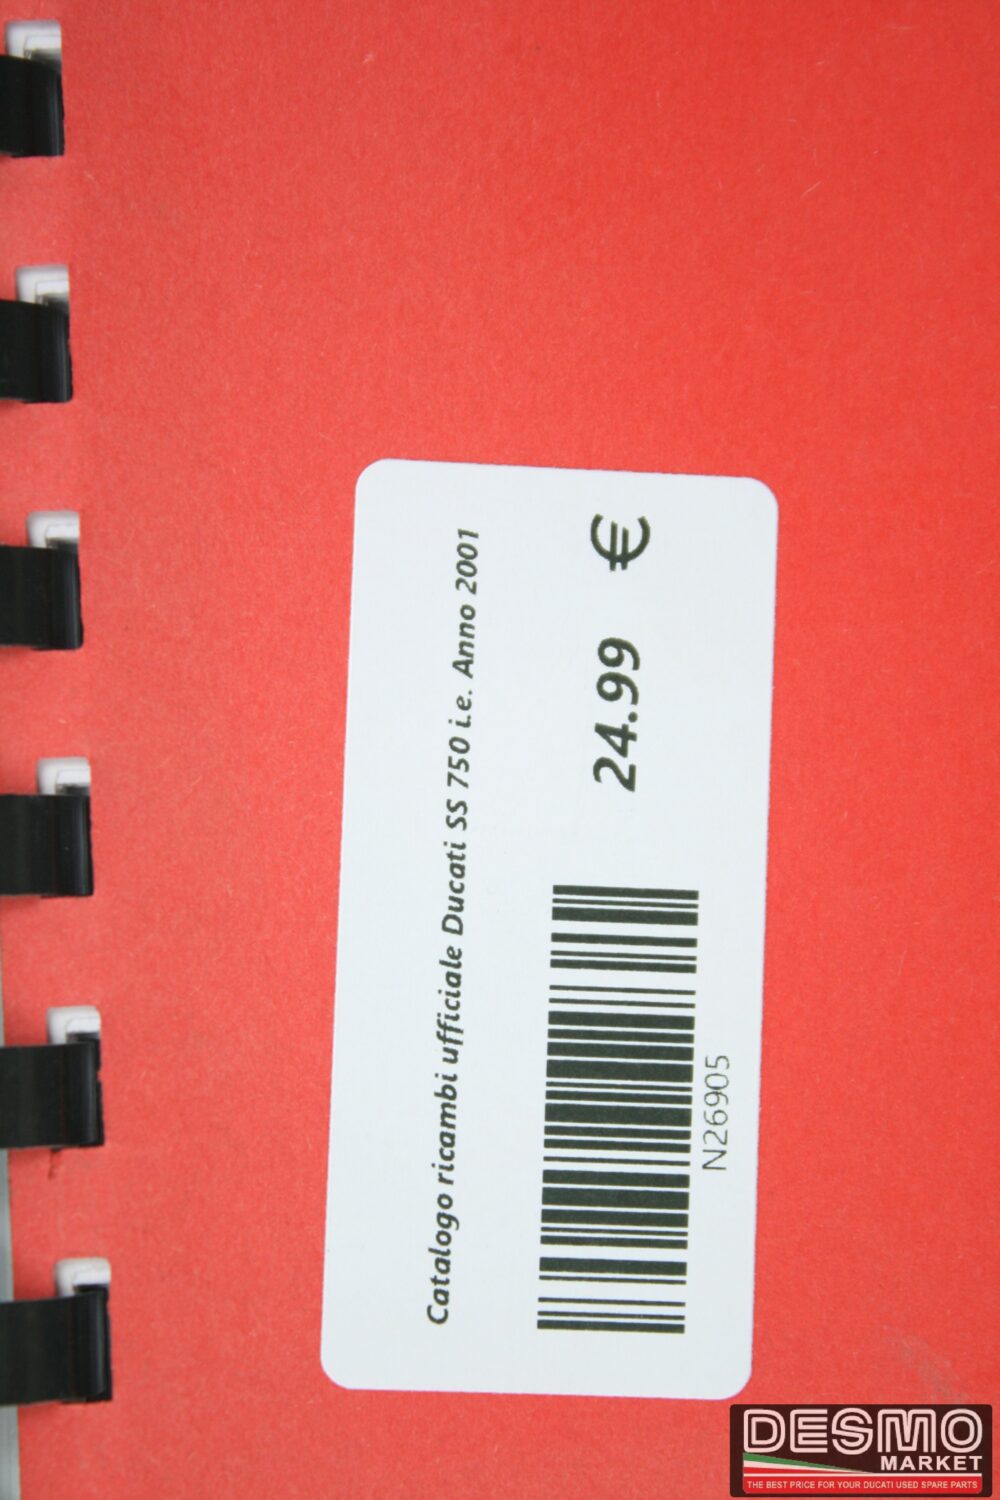 Catalogo ricambi ufficiale Ducati SS 750 i.e. Anno 2001
24.99 €
N26905
DESMO
MARKET
THE BEST PRICE FOR YOUR DUCATI USED SPARE PARTS